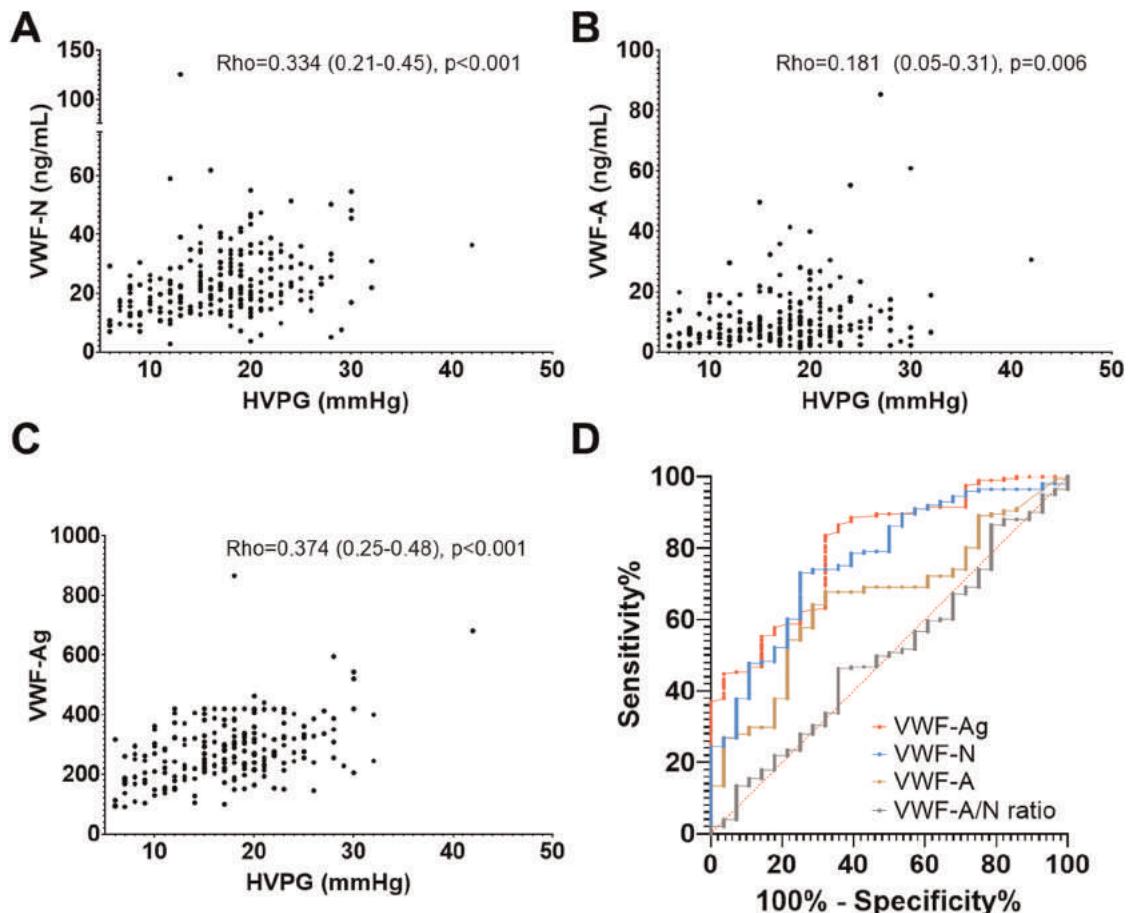 A
Rho=0.334 (0.21-0.45), p<0.001
150
100
60
40
20
0
VWF-N (ng/mL)
10
20
30
40
50
HVPG (mmHg)
B
Rho=0.181 (0.05-0.31), p=0.006
100
80
60
40
20
0
VWF-A (ng/mL)
10
20
30
40
50
HVPG (mmHg)
C
Rho=0.374 (0.25-0.48), p<0.001
1000
800
600
400
200
0
VWF-Ag
10
20
30
40
50
HVPG (mmHg)
D
100
80
60
40
20
0
Sensitivity%
VWF-Ag
VWF-N
VWF-A
VWF-A/N ratio
0
20
40
60
80
100
100% - Specificity%